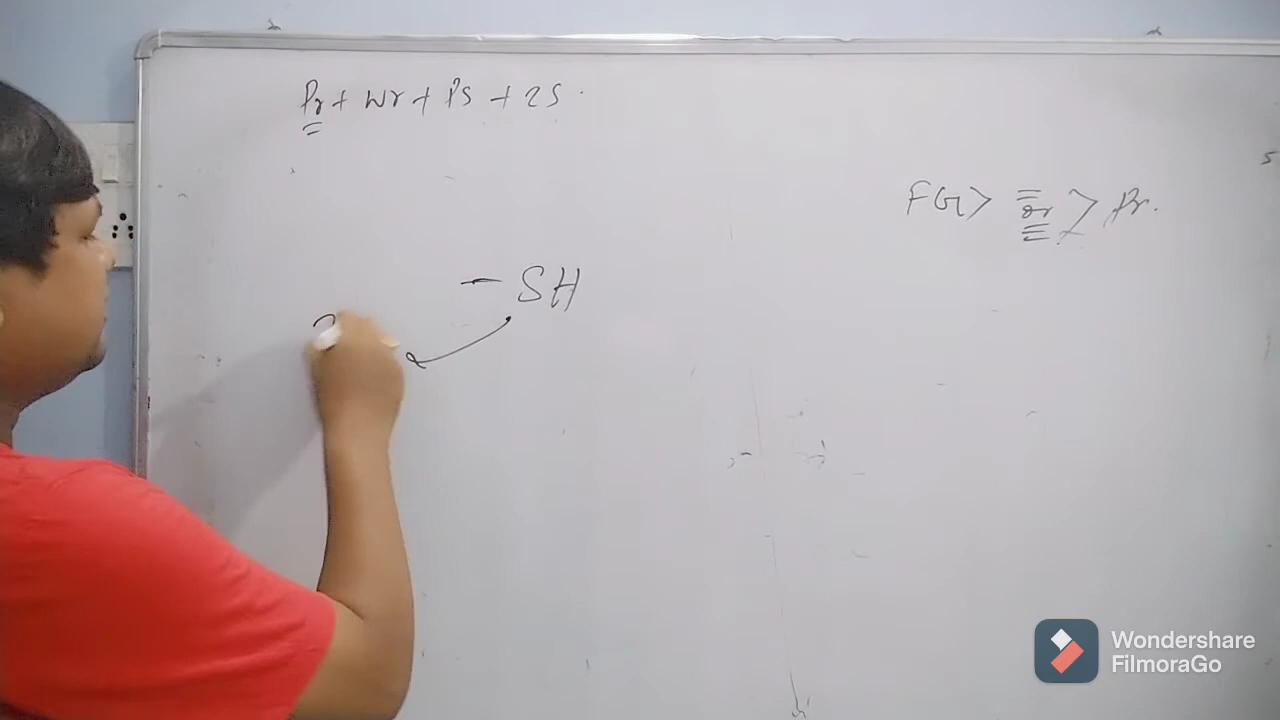 Pr + Wr + PS + 2S.
FG > = > Pr.
- SH
Wondershare
FilmoraGo